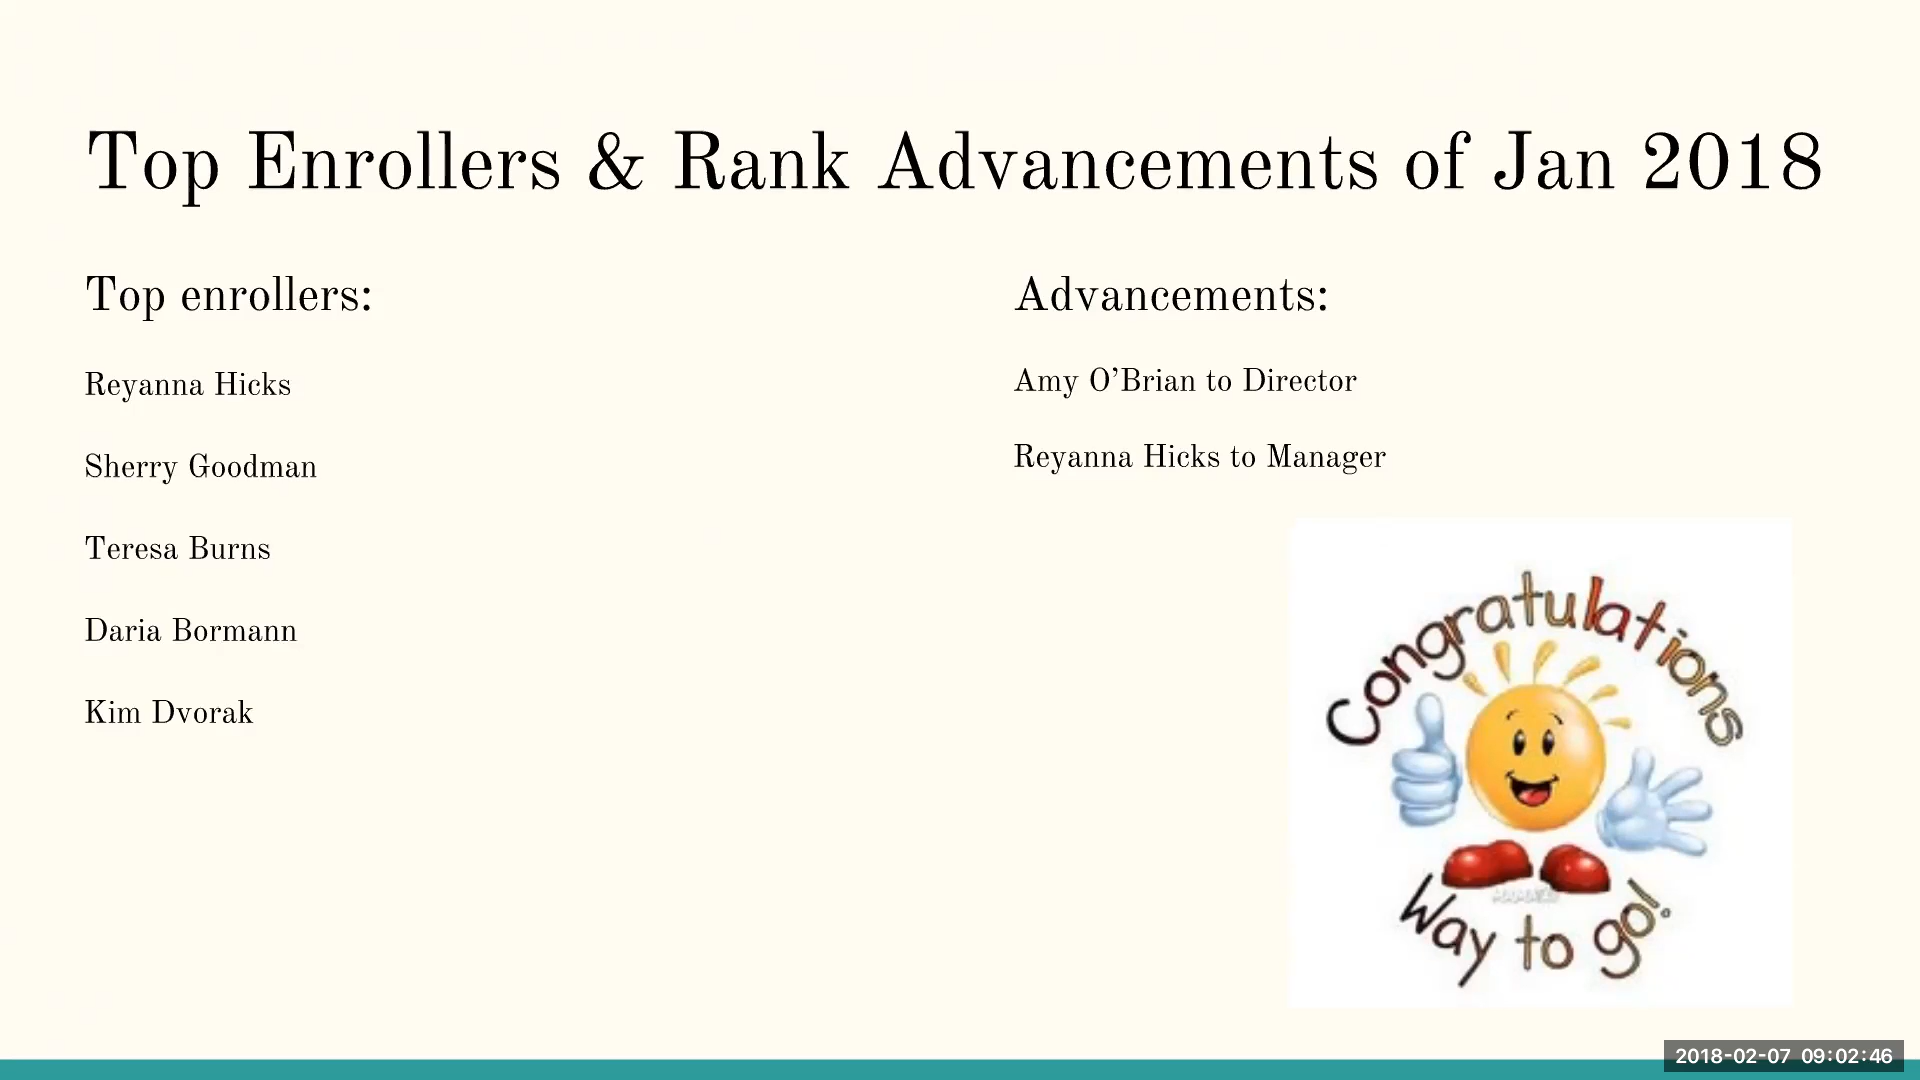 Top Enrollers & Rank Advancements of Jan 2018
Top enrollers:
Reyanna Hicks
Sherry Goodman
Teresa Burns
Daria Bormann
Kim Dvorak
Advancements:
Amy O’Brian to Director
Reyanna Hicks to Manager
Congratulations
Way to go!
2018-02-07 09:02:46